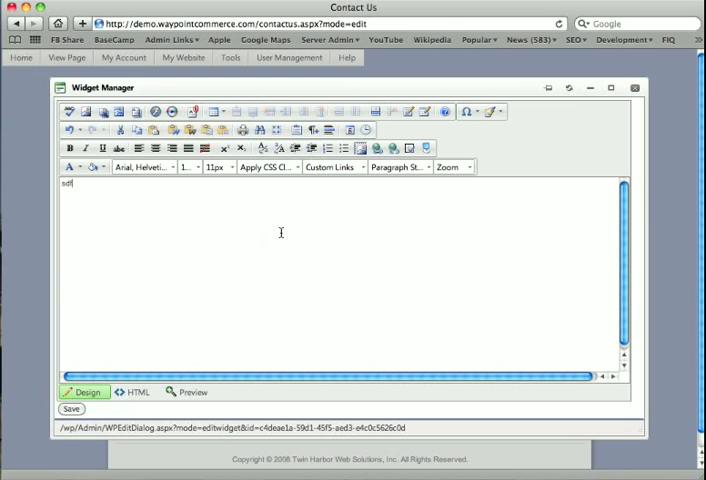 Contact Us
http://demo.waypointcommerce.com/contactus.aspx?mode=edit
Google
FB Share BaseCamp Admin Links Apple Google Maps Server Admin YouTube Wikipedia Popular News (583) SEO Development FIQ
Home View Page My Account My Website Tools User Management Help
Widget Manager
B I U abc
A Arial, Helveti... 1... 11px Apply CSS Cl... Custom Links Paragraph St... Zoom
sdf
Design HTML Preview
Save
/wp/Admin/WPEditDialog.aspx?mode=editwidget&id=c4deae1a-59d1-45f5-aed3-e4c0c5626c0d
Copyright © 2008 Twin Harbor Web Solutions, Inc. All Rights Reserved.